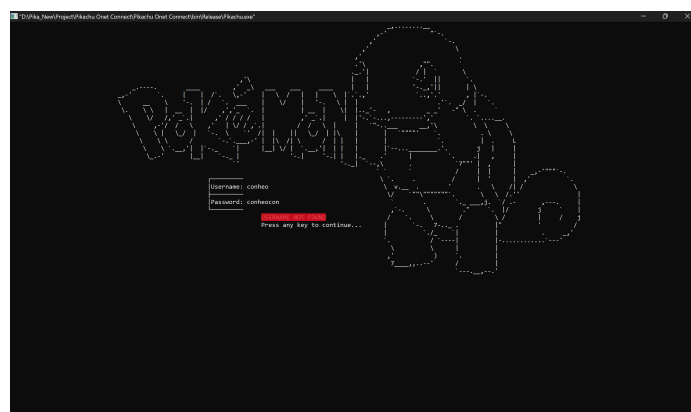 "D:\Pika_New\Project\Pikachu Onet Connect\Pikachu Onet Connect\bin\Release\Pikachu.exe"
Username: conheo
Password: conheocon
USERNAME NOT FOUND
Press any key to continue...